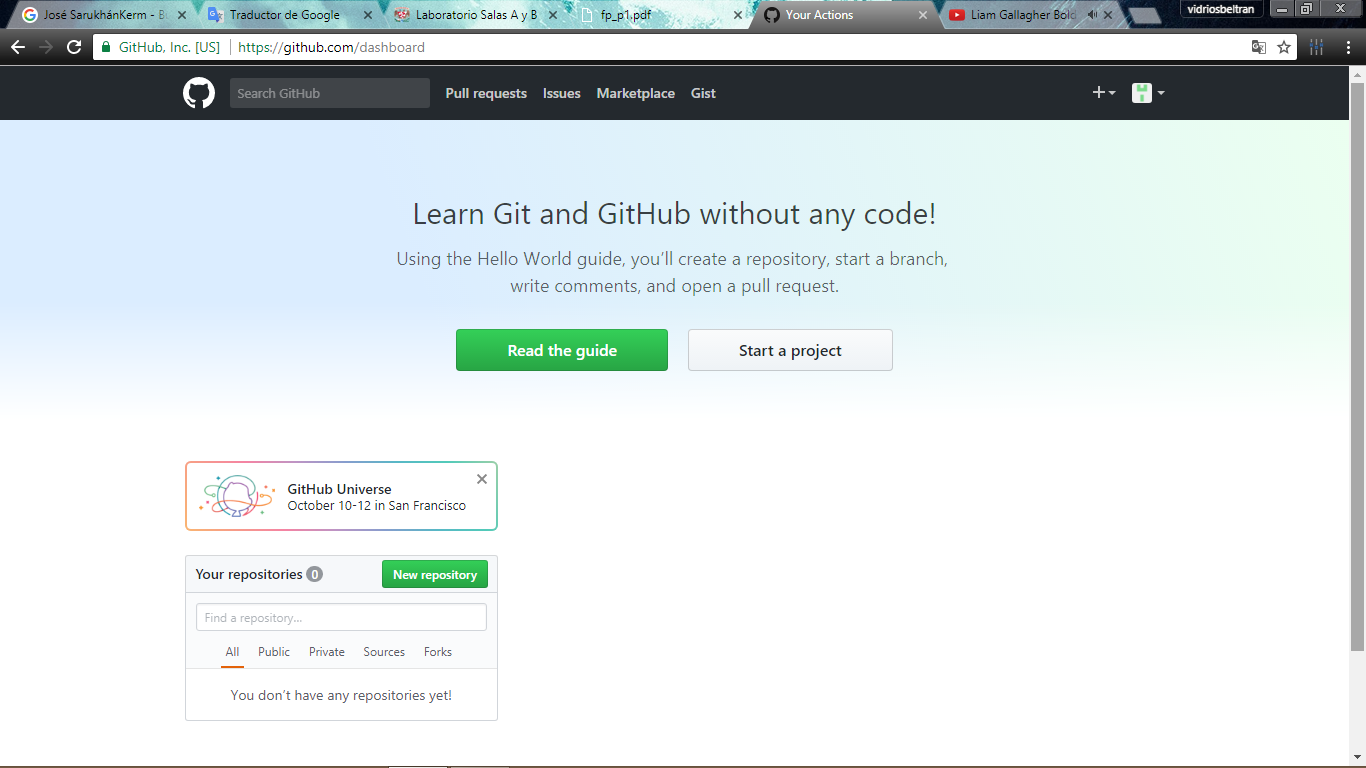 José SarukhánKerm - B
Traductor de Google
Laboratorio Salas A y B
fp_p1.pdf
Your Actions
Liam Gallagher Bold
vidriosbeltran
GitHub, Inc. [US]
https://github.com/dashboard
Search GitHub
Pull requests
Issues
Marketplace
Gist
Learn Git and GitHub without any code!
Using the Hello World guide, you’ll create a repository, start a branch,
write comments, and open a pull request.
Read the guide
Start a project
GitHub Universe
October 10-12 in San Francisco
Your repositories 0
New repository
Find a repository...
All Public Private Sources Forks
You don’t have any repositories yet!